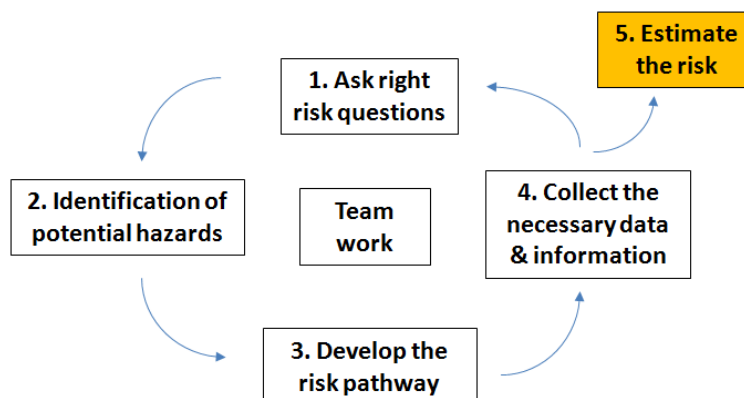 5. Estimate
the risk
1. Ask right
risk questions
2. Identification of
potential hazards
Team
work
4. Collect the
necessary data
& information
3. Develop the
risk pathway